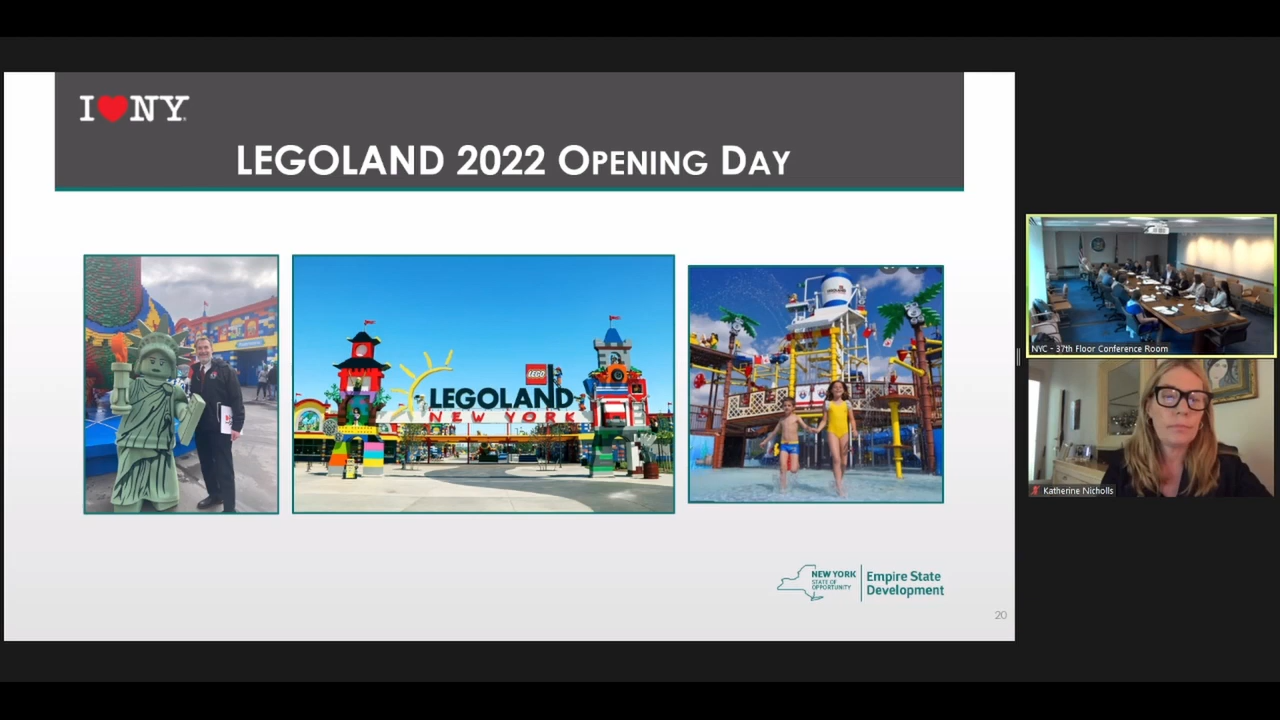 I NY
LEGOLAND 2022 OPENING DAY
LEGO
LEGOLAND
NEW YORK
LEGOLAND
NEW YORK
STATE OF
OPPORTUNITY
Empire State
Development
20
NYC - 37th Floor Conference Room
Katherine Nicholls